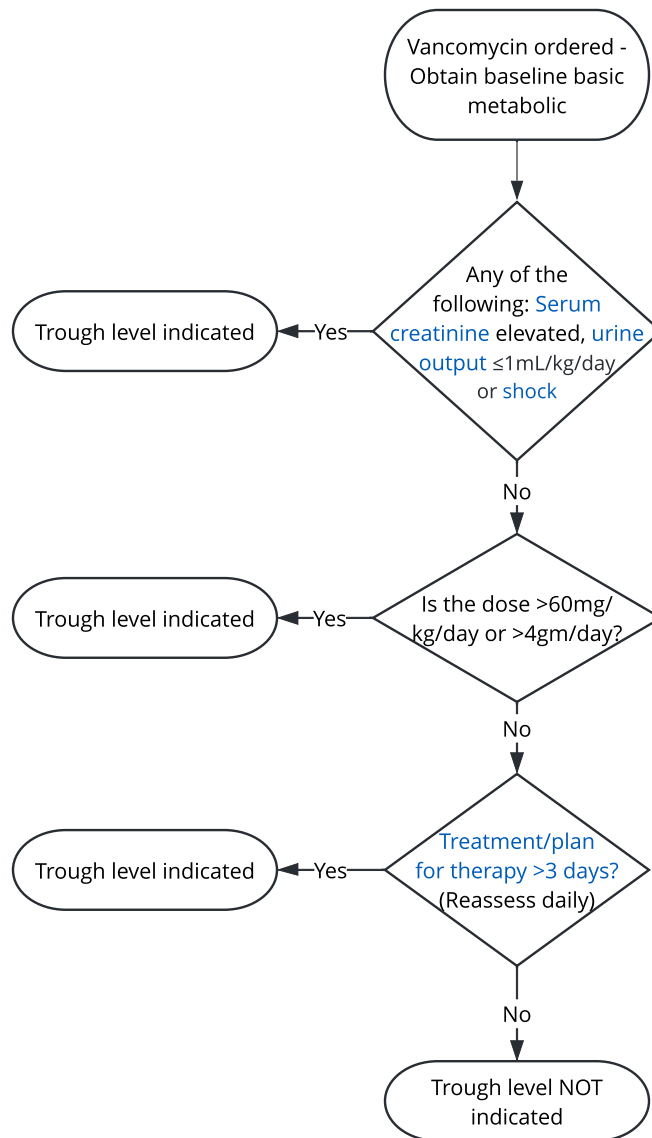 Vancomycin ordered -
Obtain baseline basic
metabolic
Any of the
following: Serum
creatinine elevated, urine
output ≤1mL/kg/day
or shock
Yes
Trough level indicated
No
Is the dose >60mg/
kg/day or >4gm/day?
Yes
Trough level indicated
No
Treatment/plan
for therapy >3 days?
(Reassess daily)
Yes
Trough level indicated
No
Trough level NOT
indicated